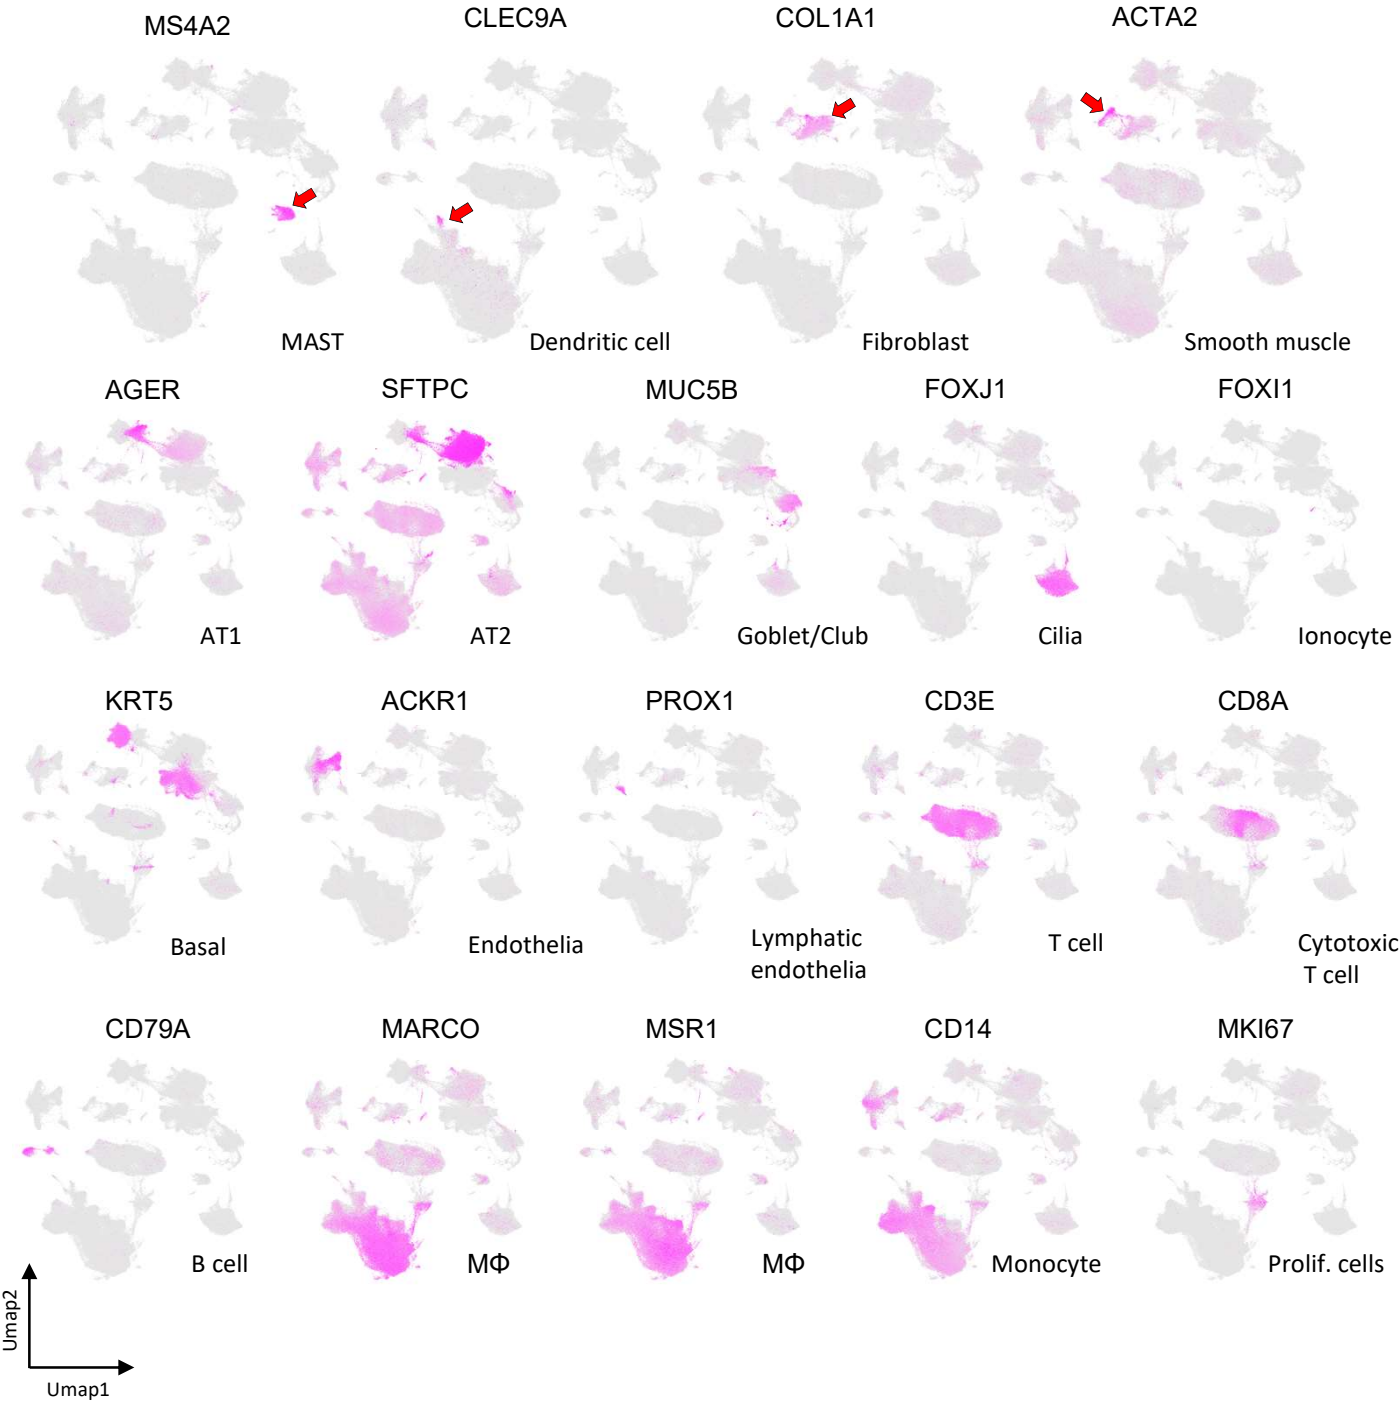 MS4A2 CLEC9A COL1A1 ACTA2
MAST Dendritic cell Fibroblast Smooth muscle
AGER SFTPC MUC5B FOXJ1 FOXI1
AT1 AT2 Goblet/Club Cilia Ionocyte
KRT5 ACKR1 PROX1 CD3E CD8A
Basal Endothelia Lymphatic T cell Cytotoxic
endothelia T cell
CD79A MARCO MSR1 CD14 MKI67
B cell MΦ MΦ Monocyte Prolif. cells
Umap2
Umap1